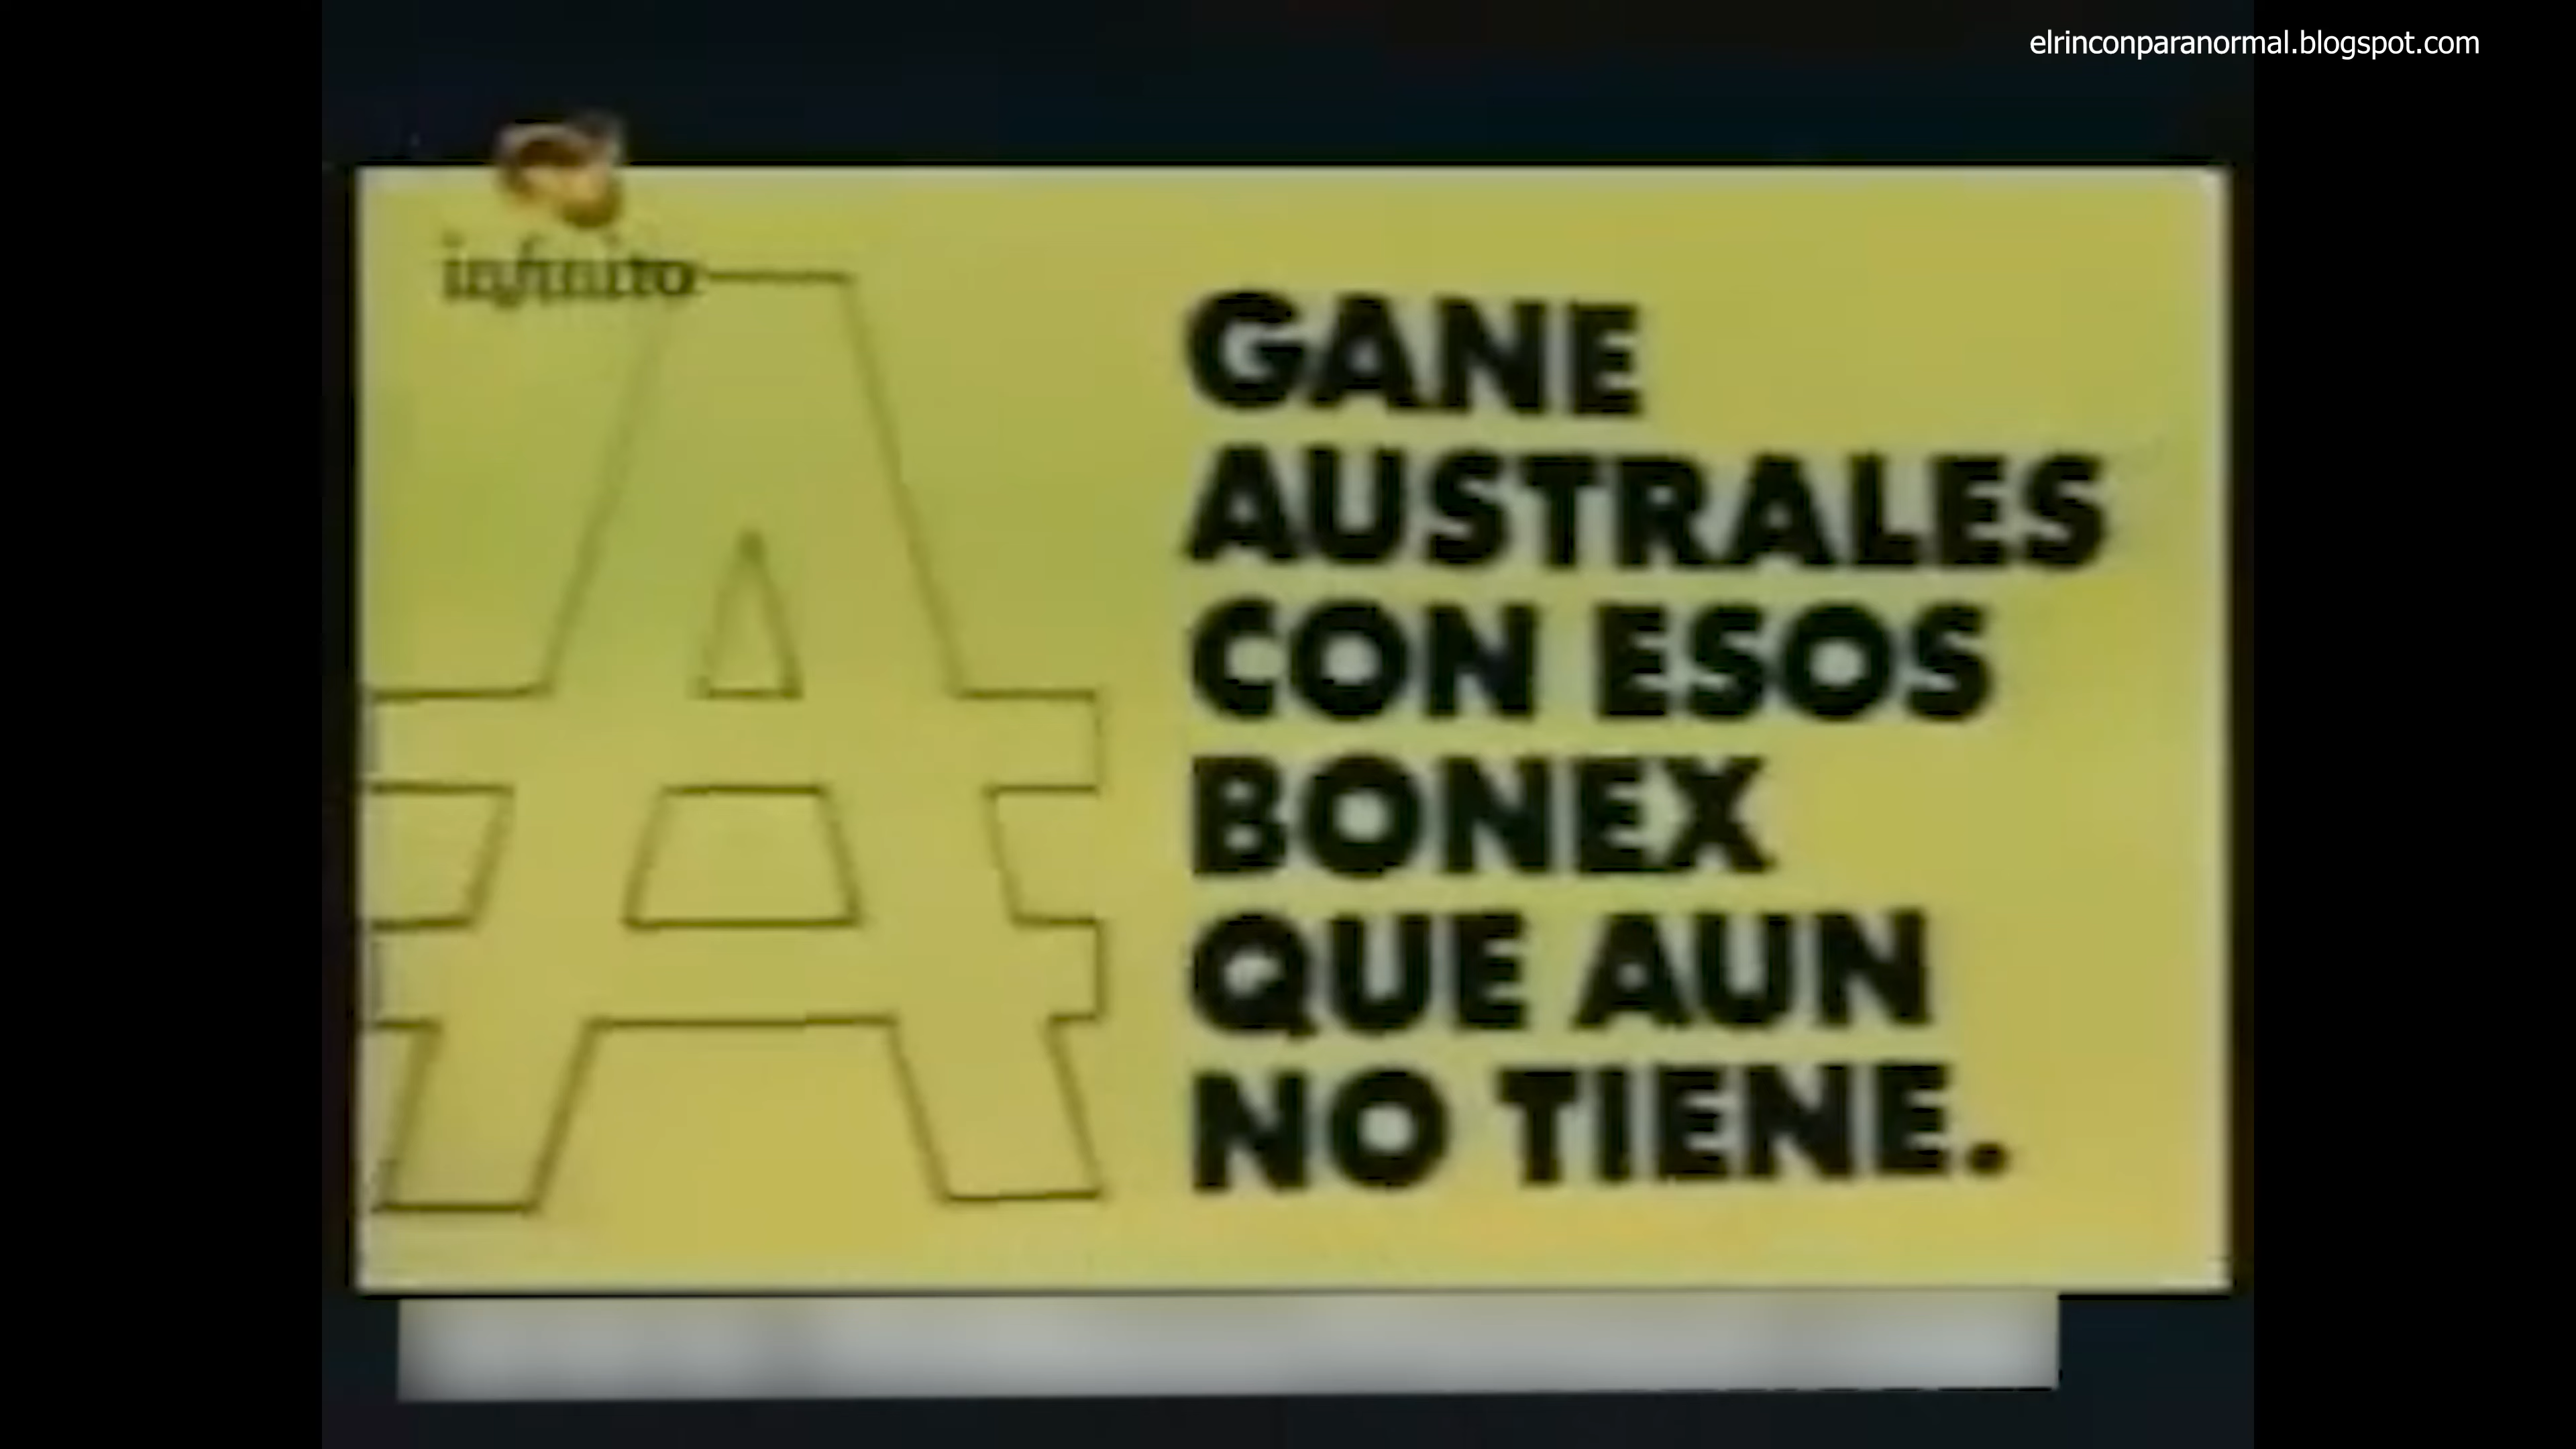 elrinconparanormal.blogspot.com
infinito
GANE
AUSTRALES
CON ESOS
BONEX
QUE AUN
NO TIENE.